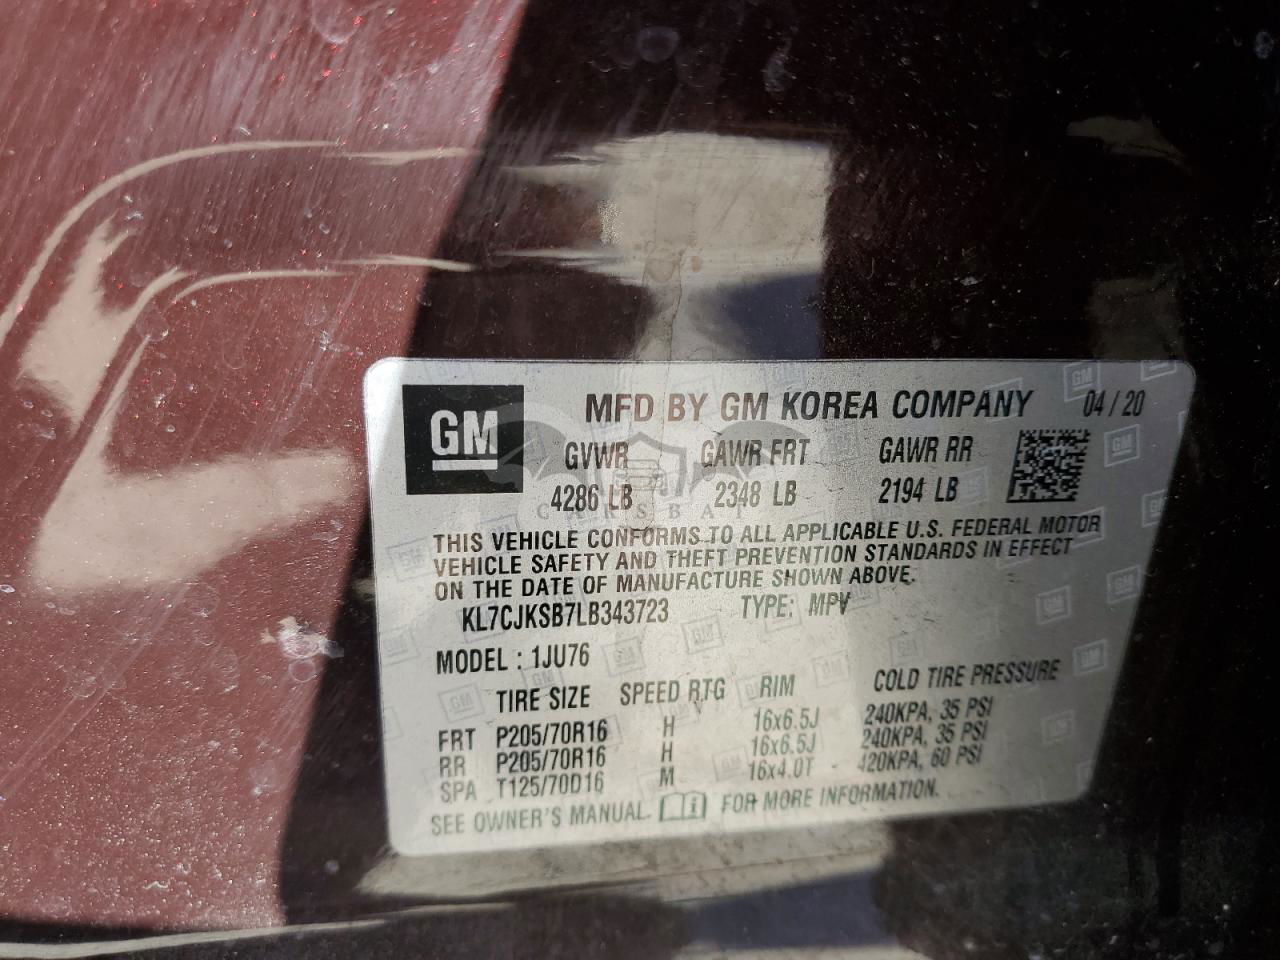 GM
MFD BY GM KOREA COMPANY 04/20
GVWR GAWR FRT GAWR RR
4286 LB 2348 LB 2194 LB
CARSBAT
THIS VEHICLE CONFORMS TO ALL APPLICABLE U.S. FEDERAL MOTOR
VEHICLE SAFETY AND THEFT PREVENTION STANDARDS IN EFFECT
ON THE DATE OF MANUFACTURE SHOWN ABOVE.
KL7CJKSB7LB343723 TYPE: MPV
MODEL : 1JU76
TIRE SIZE SPEED RTG RIM COLD TIRE PRESSURE
FRT P205/70R16 H 16x6.5J 240KPA, 35 PSI
RR P205/70R16 H 16x6.5J 240KPA, 35 PSI
SPA T125/70D16 M 16x4.0T 420KPA, 60 PSI
SEE OWNER'S MANUAL i FOR MORE INFORMATION.